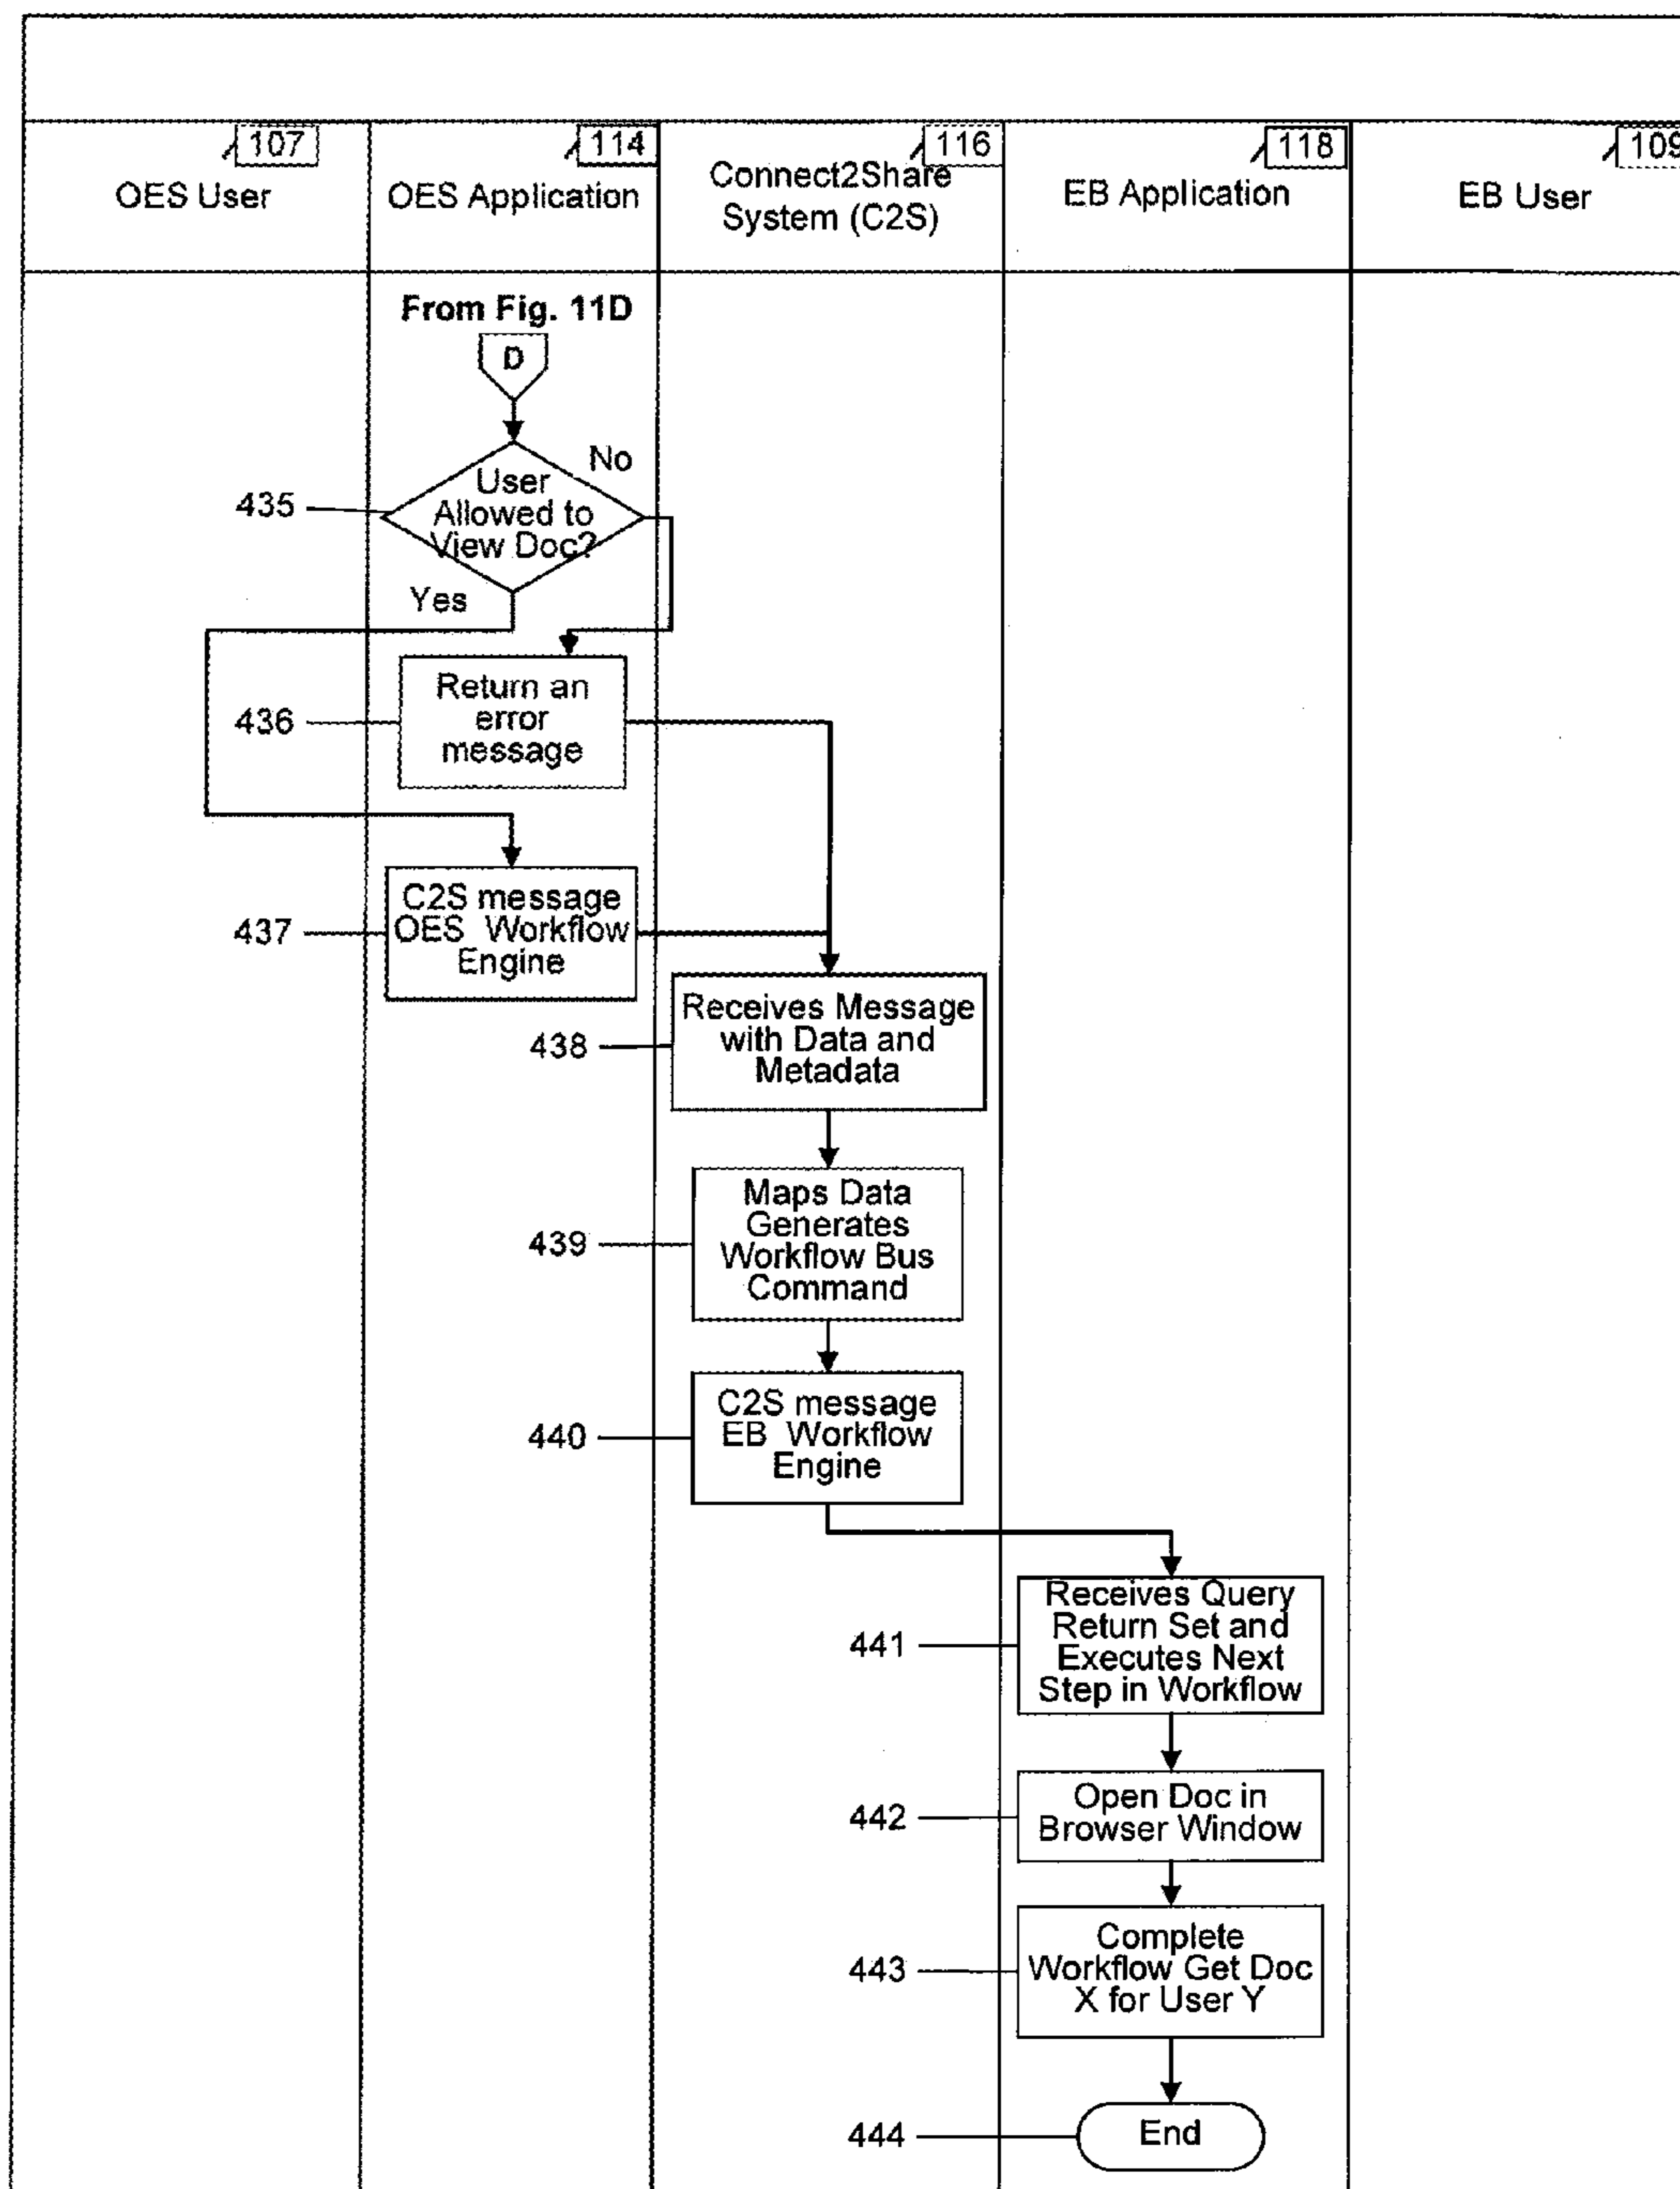 107
114
116
118
109
OES User
OES Application
Connect2Share
System (C2S)
EB Application
EB User
From Fig. 11D
D
No
435
User
Allowed to
View Doc?
Yes
436
Return an
error
message
437
C2S message
OES Workflow
Engine
438
Receives Message
with Data and
Metadata
439
Maps Data
Generates
Workflow Bus
Command
440
C2S message
EB Workflow
Engine
441
Receives Query
Return Set and
Executes Next
Step in Workflow
442
Open Doc in
Browser Window
443
Complete
Workflow Get Doc
X for User Y
444
End